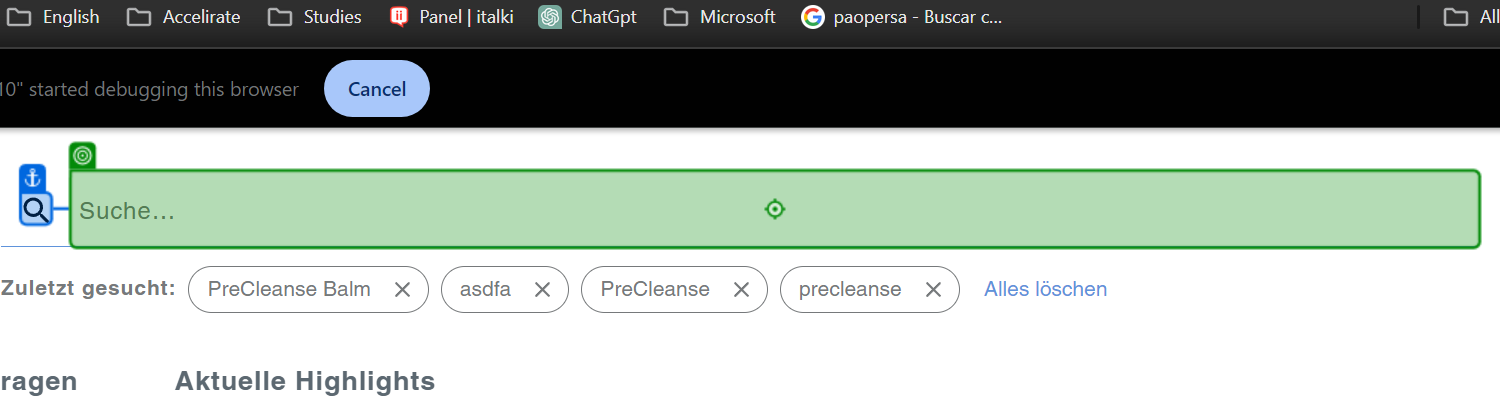 English Accelirate Studies Panel | italki ChatGpt Microsoft paopersa - Buscar c... All
10" started debugging this browser Cancel
Suche...
Zuletzt gesucht: PreCleanse Balm asdfa PreCleanse precleanse Alles löschen
ragen Aktuelle Highlights